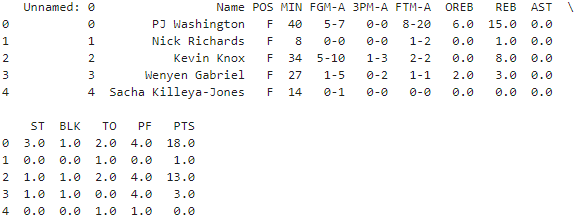 Unnamed: 0 Name POS MIN FGM-A 3PM-A FTM-A OREB REB AST \
0 0 PJ Washington F 40 5-7 0-0 8-20 6.0 15.0 0.0
1 1 Nick Richards F 8 0-0 0-0 1-2 0.0 1.0 0.0
2 2 Kevin Knox F 34 5-10 1-3 2-2 0.0 8.0 0.0
3 3 Wenyen Gabriel F 27 1-5 0-2 1-1 2.0 3.0 0.0
4 4 Sacha Killeya-Jones F 14 0-1 0-0 0-0 0.0 0.0 0.0
ST BLK TO PF PTS
0 3.0 1.0 2.0 4.0 18.0
1 0.0 0.0 1.0 0.0 1.0
2 1.0 1.0 2.0 4.0 13.0
3 1.0 1.0 0.0 4.0 3.0
4 0.0 0.0 1.0 1.0 0.0